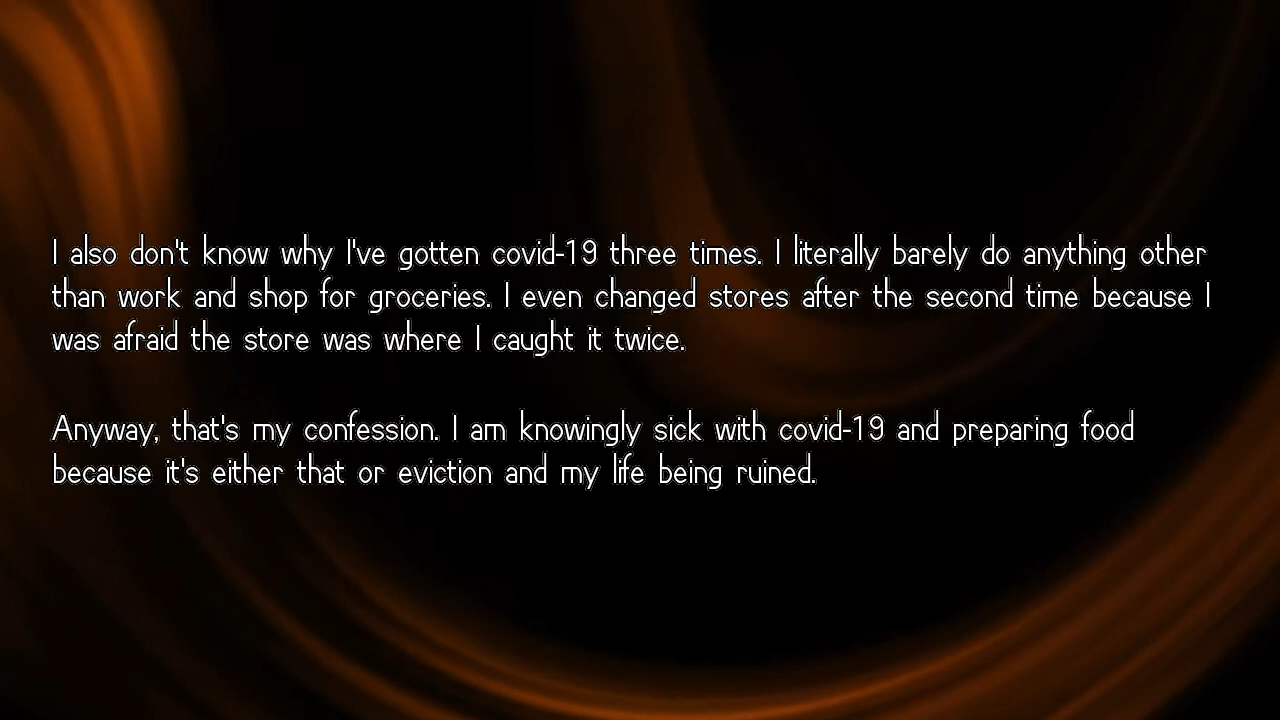 I also don't know why I've gotten covid-19 three times. I literally barely do anything other
than work and shop for groceries. I even changed stores after the second time because I
was afraid the store was where I caught it twice.
Anyway, that's my confession. I am knowingly sick with covid-19 and preparing food
because it's either that or eviction and my life being ruined.